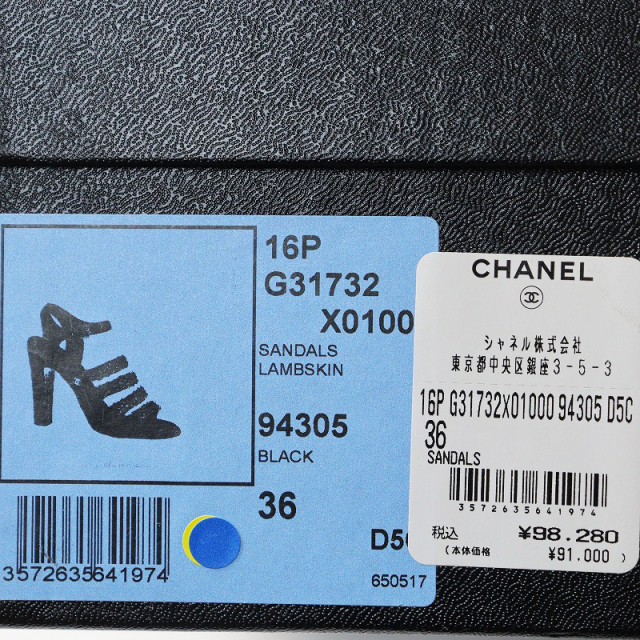 16P
G31732
X0100
SANDALS
LAMBSKIN
94305
BLACK
36
3572635641974
650517
CHANEL
シャネル株式会社
東京都中央区銀座3-5-3
16P G31732X01000 94305 D5C
36
SANDALS
3572635641974
税込 ¥98.280
(本体価格 ¥91.000)